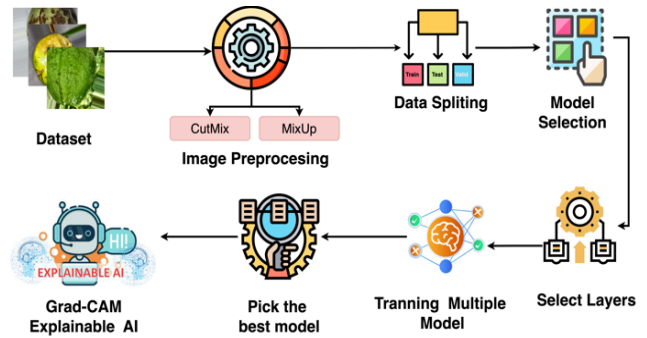 Train
Test
Valid
Dataset
CutMix
MixUp
Image Preprocesing
Data Spliting
Model
Selection
HI!
EXPLAINABLE AI
Grad-CAM
Explainable AI
Pick the
best model
Tranning Multiple
Model
Select Layers